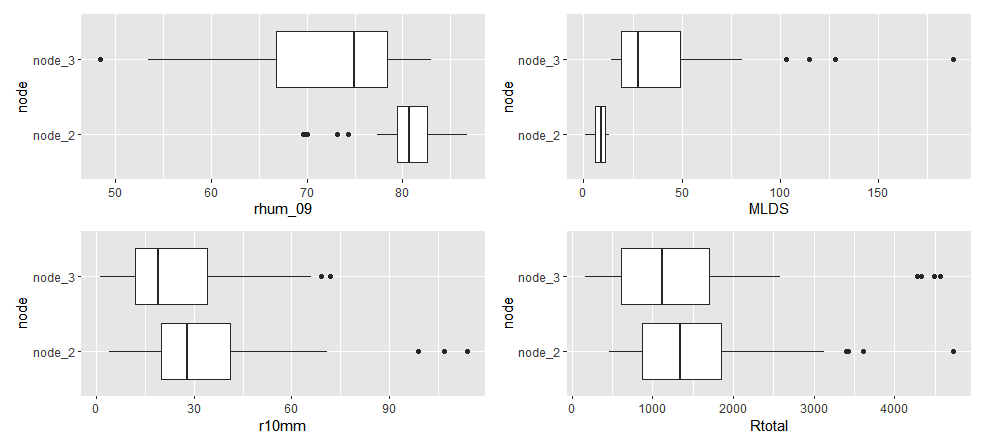 node
node_3
node_2
50
60
70
80
rhum_09
node
node_3
node_2
0
50
100
150
MLDS
node
node_3
node_2
0
30
60
90
r10mm
node
node_3
node_2
0
1000
2000
3000
4000
Rtotal